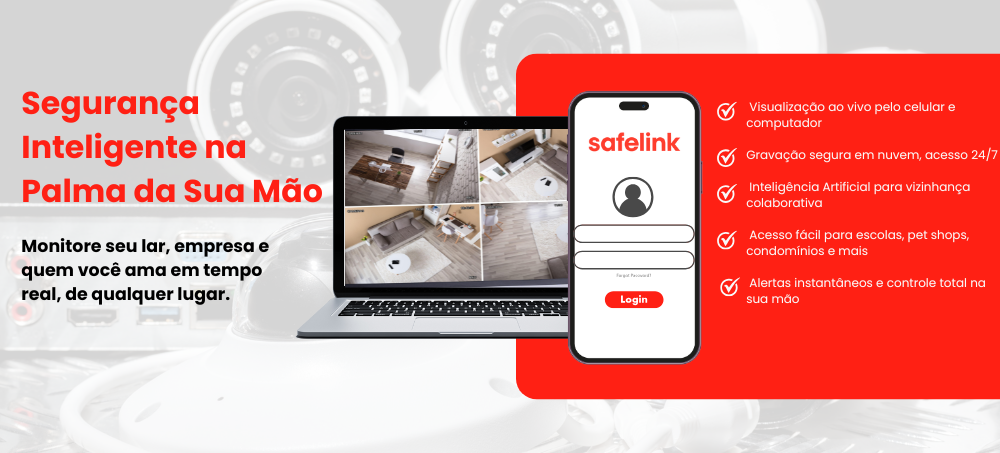 Segurança
Inteligente na
Palma da Sua Mão
Monitore seu lar, empresa e
quem você ama em tempo
real, de qualquer lugar.
safelink
Forgot Password?
Login
Visualização ao vivo pelo celular e
computador
Gravação segura em nuvem, acesso 24/7
Inteligência Artificial para vizinhança
colaborativa
Acesso fácil para escolas, pet shops,
condomínios e mais
Alertas instantâneos e controle total na
sua mão